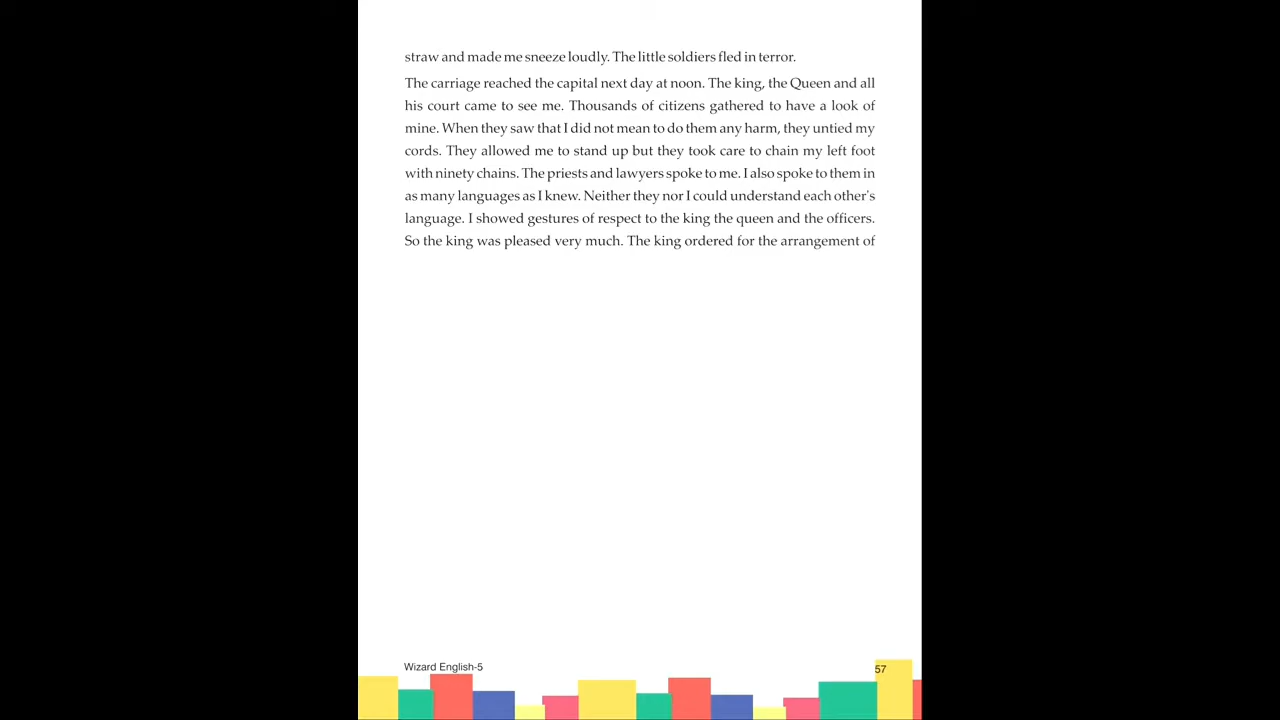 straw and made me sneeze loudly. The little soldiers fled in terror.
The carriage reached the capital next day at noon. The king, the Queen and all
his court came to see me. Thousands of citizens gathered to have a look of
mine. When they saw that I did not mean to do them any harm, they untied my
cords. They allowed me to stand up but they took care to chain my left foot
with ninety chains. The priests and lawyers spoke to me. I also spoke to them in
as many languages as I knew. Neither they nor I could understand each other's
language. I showed gestures of respect to the king the queen and the officers.
So the king was pleased very much. The king ordered for the arrangement of
Wizard English-5
57